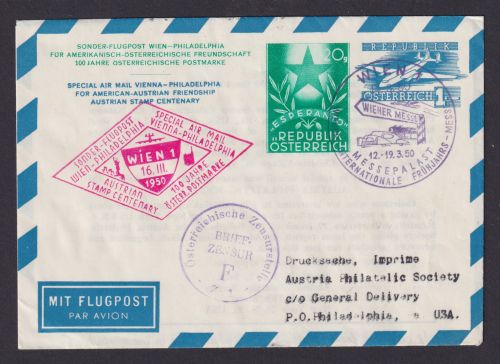 SONDER-FLUGPOST WIEN–PHILADELPHIA
FÜR AMERIKANISCH-ÖSTERREICHISCHE FREUNDSCHAFT
100 JAHRE ÖSTERREICHISCHE POSTMARKE
SPECIAL AIR MAIL VIENNA–PHILADELPHIA
FOR AMERICAN-AUSTRIAN FRIENDSHIP
AUSTRIAN STAMP CENTENARY
20g
"ESPERANTO"
REPUBLIK
ÖSTERREICH
REPUBLIK
ÖSTERREICH
WIEN
WIENER MESSE
12.-19.3.50
MESSEPALAST
INTERNATIONALE FRÜHJAHRS-MESSE
SONDER-FLUGPOST
WIEN-PHILADELPHIA
SPECIAL AIR MAIL
VIENNA-PHILADELPHIA
WIEN 1
16. III.
1950
AUSTRIAN
STAMP CENTENARY
100 JAHRE
ÖSTERR. POSTMARKE
Österreichische Zensurstelle
BRIEF-
ZENSUR
F
Drucksache, Imprime
Austria Philatelic Society
c/o General Delivery
P.O.Philadelphia, USA.
MIT FLUGPOST
PAR AVION